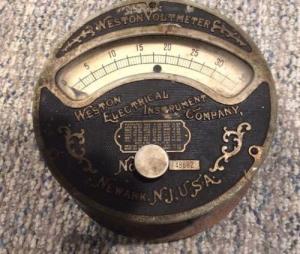 WESTON VOLTMETER
5 10 15 20 25 30
WESTON
ELECTRICAL
INSTRUMENT
COMPANY,
No
NEWARK, N.J., U.S.A.